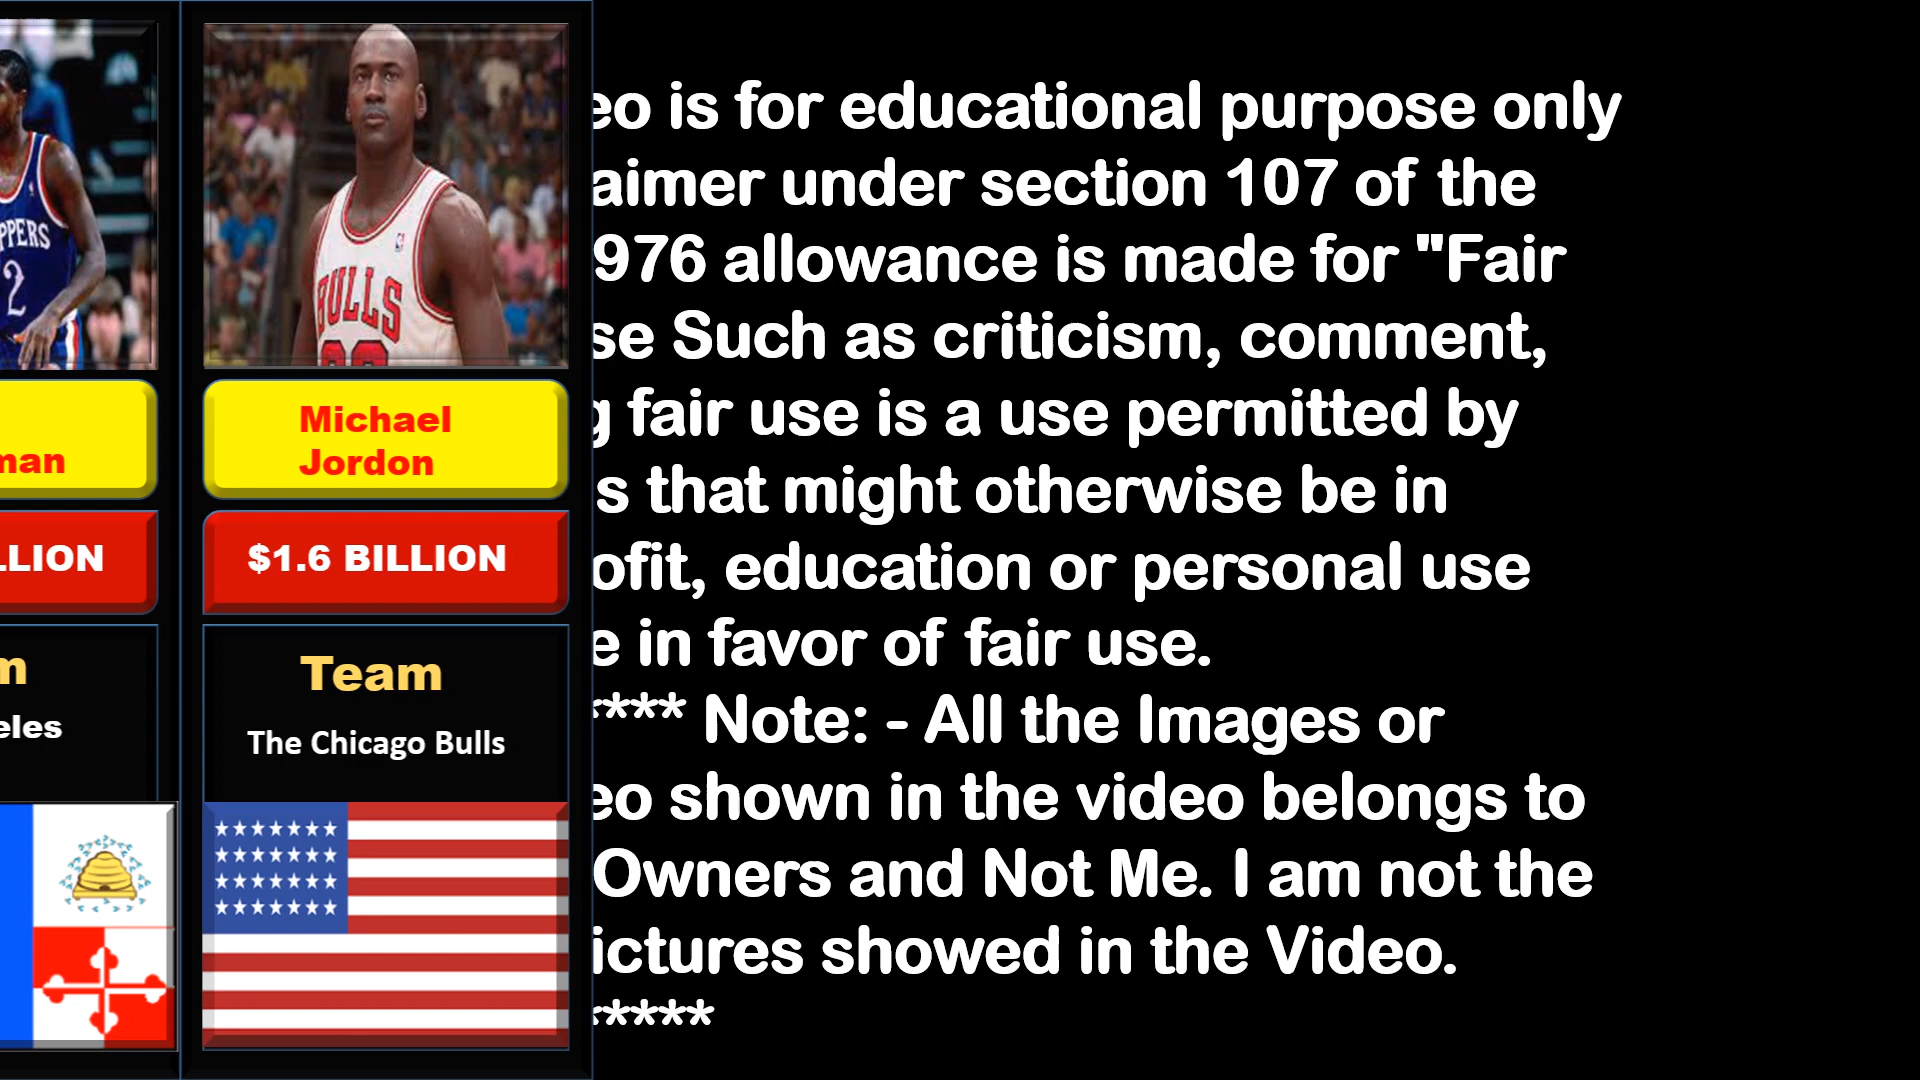 PPERS
2
BULLS
man
LLION
m
eles
Michael
Jordon
$1.6 BILLION
Team
The Chicago Bulls
eo is for educational purpose only
aimer under section 107 of the
976 allowance is made for "Fair
se Such as criticism, comment,
g fair use is a use permitted by
s that might otherwise be in
ofit, education or personal use
e in favor of fair use.
**** Note: - All the Images or
eo shown in the video belongs to
Owners and Not Me. I am not the
ictures showed in the Video.
*****